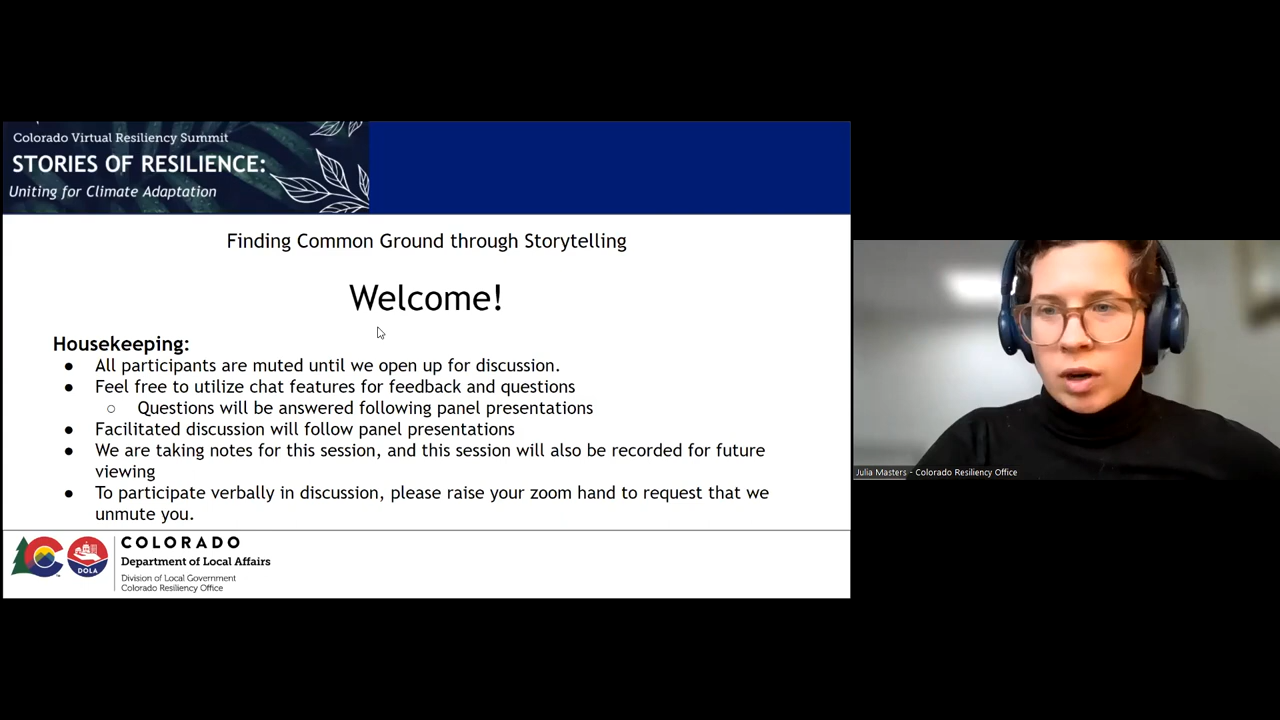 Colorado Virtual Resiliency Summit
STORIES OF RESILIENCE:
Uniting for Climate Adaptation
Finding Common Ground through Storytelling
Welcome!
Housekeeping:
● All participants are muted until we open up for discussion.
● Feel free to utilize chat features for feedback and questions
○ Questions will be answered following panel presentations
● Facilitated discussion will follow panel presentations
● We are taking notes for this session, and this session will also be recorded for future
viewing
● To participate verbally in discussion, please raise your zoom hand to request that we
unmute you.
DOLA
COLORADO
Department of Local Affairs
Division of Local Government
Colorado Resiliency Office
Julia Masters - Colorado Resiliency Office